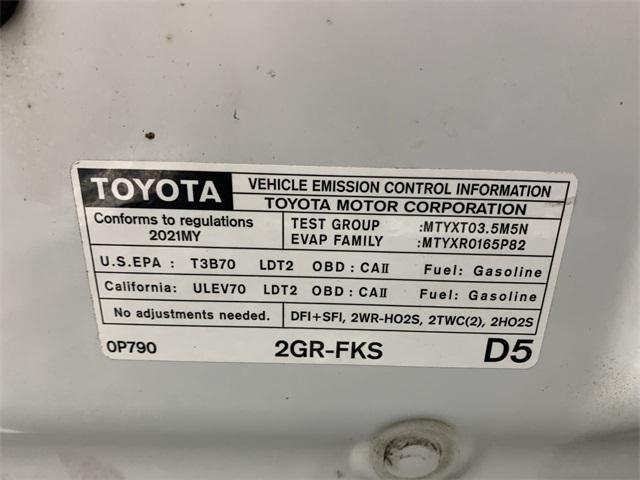 TOYOTA VEHICLE EMISSION CONTROL INFORMATION
TOYOTA MOTOR CORPORATION
Conforms to regulations
2021MY
TEST GROUP :MTYXT03.5M5N
EVAP FAMILY :MTYXR0165P82
U.S.EPA : T3B70 LDT2 OBD : CAII Fuel: Gasoline
California: ULEV70 LDT2 OBD : CAII Fuel: Gasoline
No adjustments needed. DFI+SFI, 2WR-HO2S, 2TWC(2), 2HO2S
0P790 2GR-FKS D5